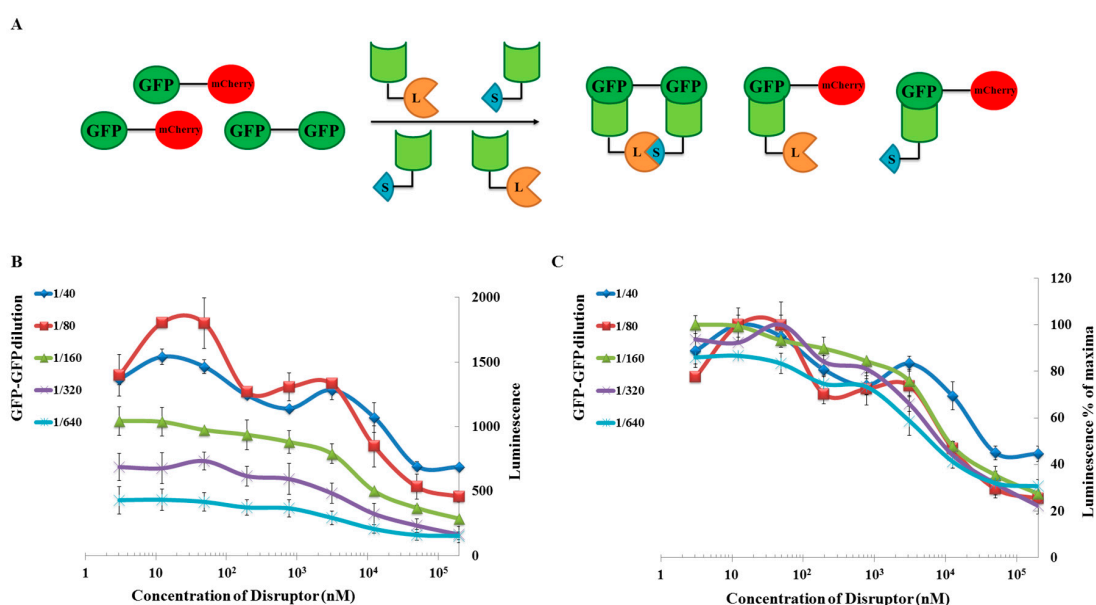 A
GFP mCherry
GFP mCherry GFP GFP
L S
S L
GFP GFP L S
GFP mCherry L
GFP mCherry S
B
GFP-GFP dilution
1/40
1/80
1/160
1/320
1/640
2000
1500
1000
500
0
Luminescence
1 10 10² 10³ 10⁴ 10⁵
Concentration of Disruptor (nM)
C
GFP-GFP dilution
1/40
1/80
1/160
1/320
1/640
120
100
80
60
40
20
0
Luminescence % of maxima
1 10 10² 10³ 10⁴ 10⁵
Concentration of Disruptor (nM)